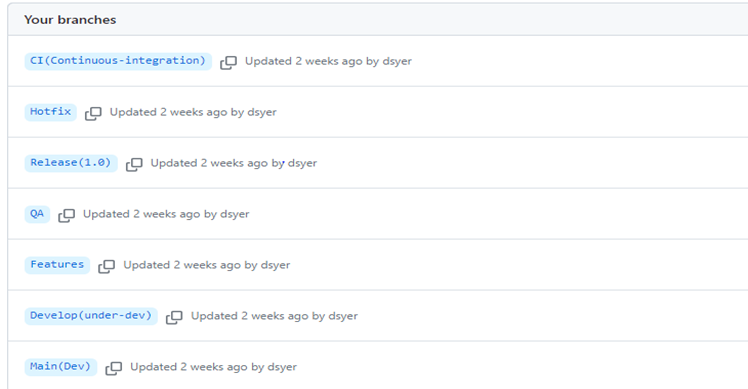 Your branches
CI(Continuous-integration) Updated 2 weeks ago by dsyer
Hotfix Updated 2 weeks ago by dsyer
Release(1.0) Updated 2 weeks ago by dsyer
QA Updated 2 weeks ago by dsyer
Features Updated 2 weeks ago by dsyer
Develop(under-dev) Updated 2 weeks ago by dsyer
Main(Dev) Updated 2 weeks ago by dsyer